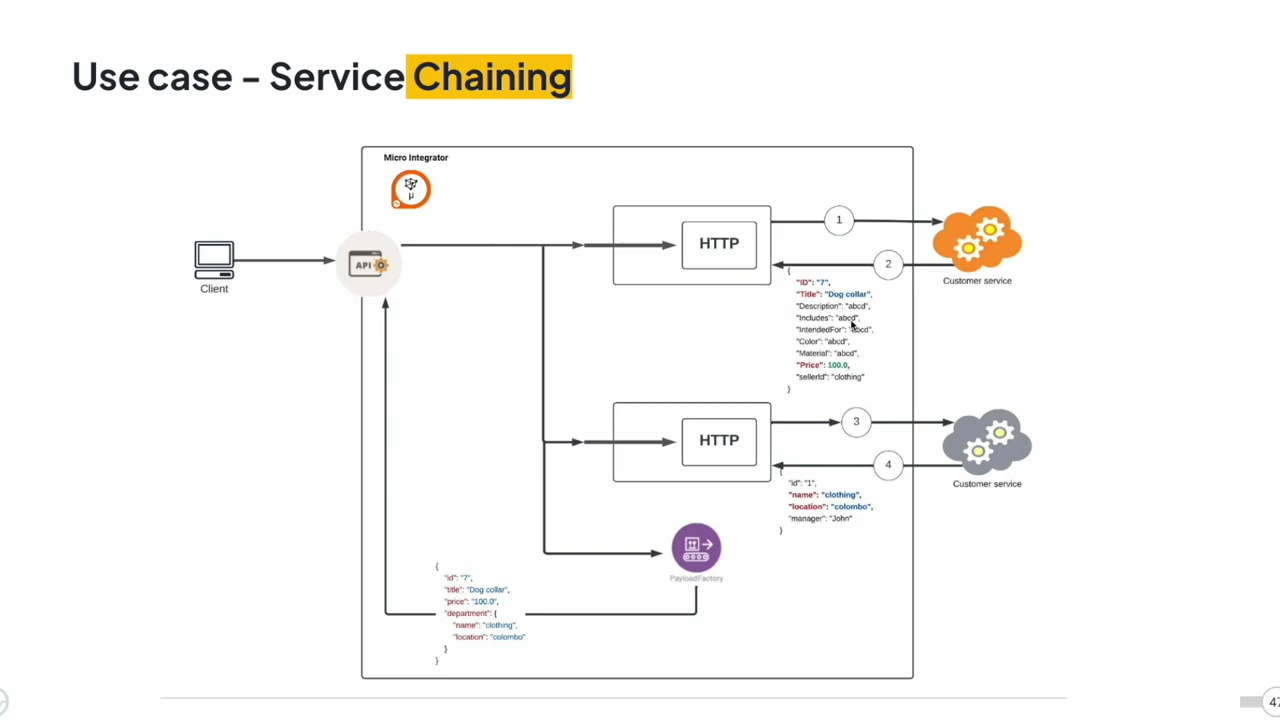 Use case – Service Chaining
Micro Integrator
µ
API
Client
HTTP
1
2
Customer service
{
"ID": "7",
"Title": "Dog collar",
"Description": "abcd",
"Includes": "abcd",
"IntendedFor": "abcd",
"Color": "abcd",
"Material": "abcd",
"Price": 100.0,
"sellerId": "clothing"
}
HTTP
3
4
Customer service
{
"id": "1",
"name": "clothing",
"location": "colombo",
"manager": "John"
}
PayloadFactory
{
"id": "7",
"title": "Dog collar",
"price": "100.0",
"department": {
"name": "clothing",
"location": "colombo"
}
}
47